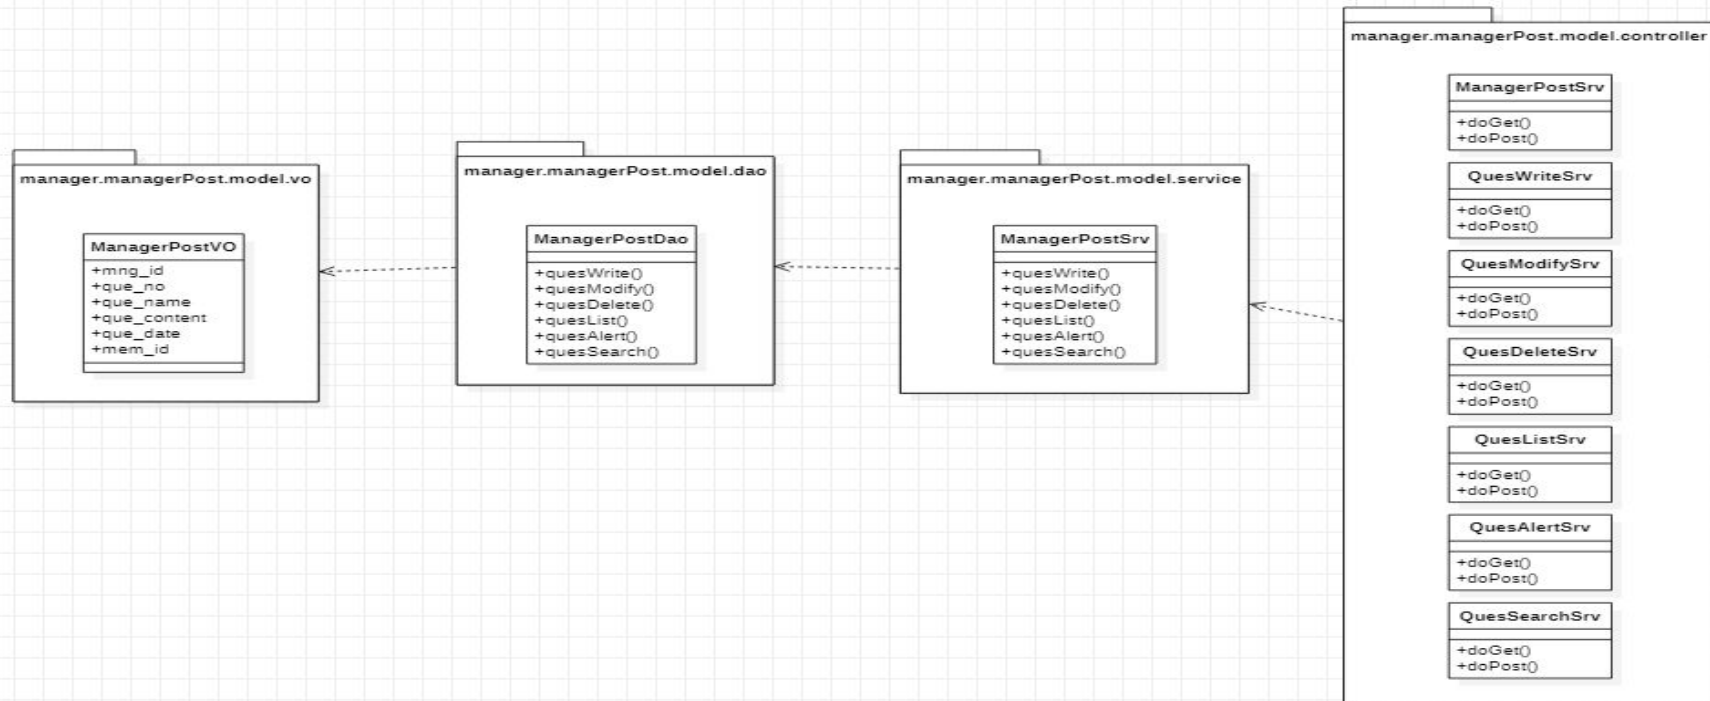 manager.managerPost.model.vo
ManagerPostVO
+mng_id
+que_no
+que_name
+que_content
+que_date
+mem_id
manager.managerPost.model.dao
ManagerPostDao
+quesWrite()
+quesModify()
+quesDelete()
+quesList()
+quesAlert()
+quesSearch()
manager.managerPost.model.service
ManagerPostSrv
+quesWrite()
+quesModify()
+quesDelete()
+quesList()
+quesAlert()
+quesSearch()
manager.managerPost.model.controller
ManagerPostSrv
+doGet()
+doPost()
QuesWriteSrv
+doGet()
+doPost()
QuesModifySrv
+doGet()
+doPost()
QuesDeleteSrv
+doGet()
+doPost()
QuesListSrv
+doGet()
+doPost()
QuesAlertSrv
+doGet()
+doPost()
QuesSearchSrv
+doGet()
+doPost()